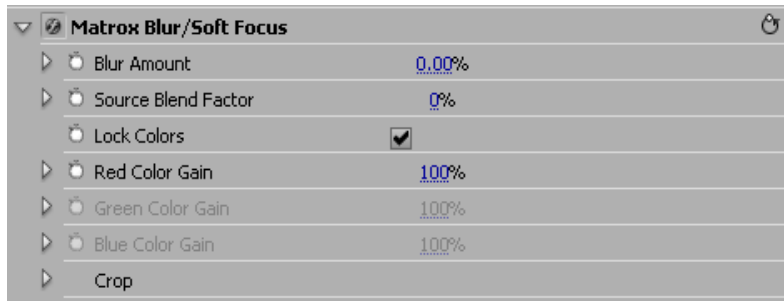 Matrox Blur/Soft Focus
Blur Amount 0.00%
Source Blend Factor 0%
Lock Colors
Red Color Gain 100%
Green Color Gain 100%
Blue Color Gain 100%
Crop